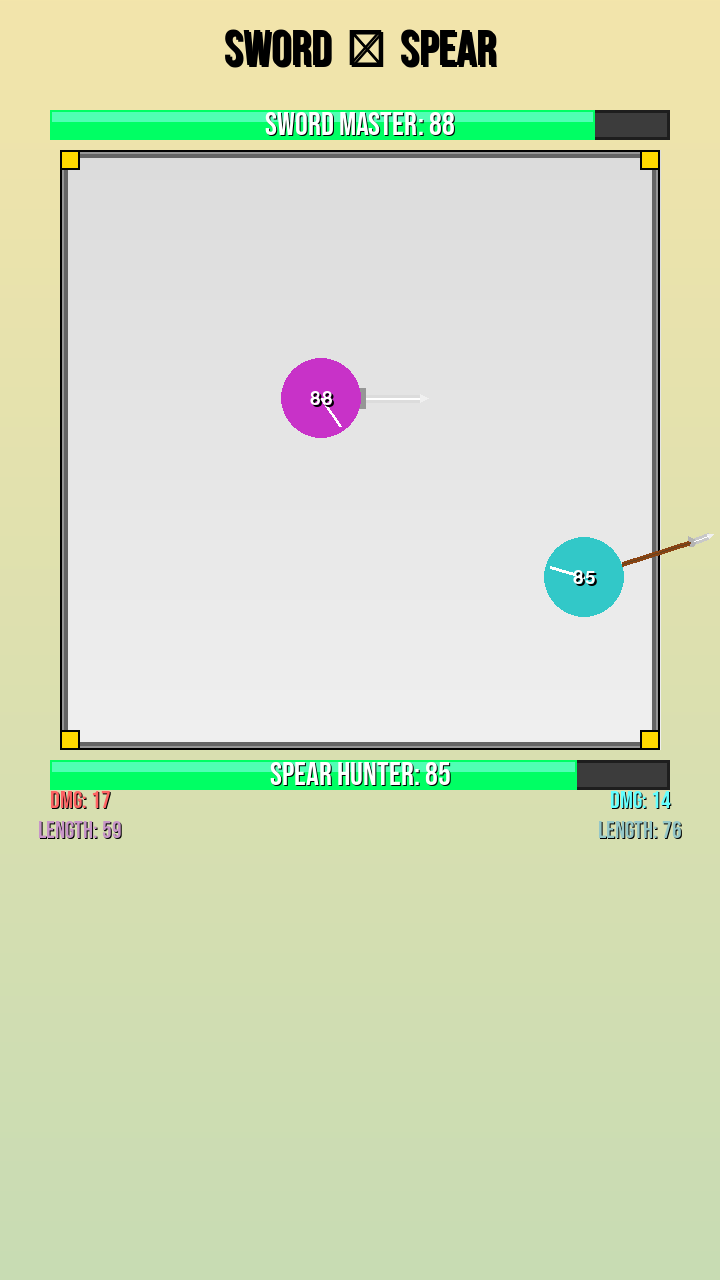 SWORD SPEAR
SWORD MASTER: 88
88
85
SPEAR HUNTER: 85
DMG: 17
DMG: 14
LENGTH: 59
LENGTH: 76